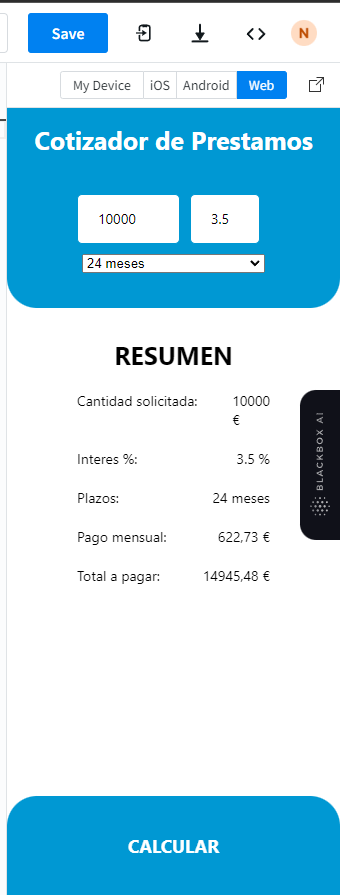 Save
N
My Device
iOS
Android
Web
Cotizador de Prestamos
10000
3.5
24 meses
RESUMEN
Cantidad solicitada:
10000
€
Interes %:
3.5 %
Plazos:
24 meses
Pago mensual:
622,73 €
Total a pagar:
14945,48 €
BLACKBOX AI
CALCULAR